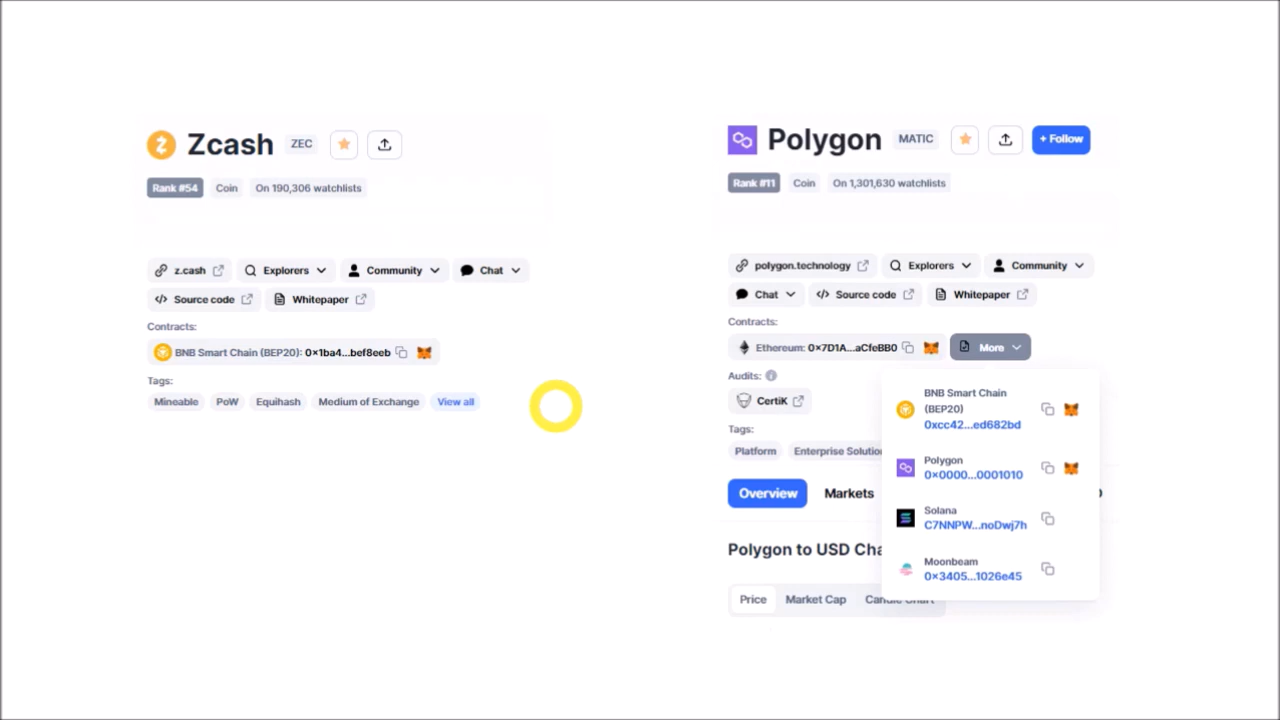 Zcash ZEC
Rank #54 Coin On 190,306 watchlists
z.cash Explorers Community Chat
Source code Whitepaper
Contracts:
BNB Smart Chain (BEP20): 0x1ba4...bef8eeb
Tags:
Mineable PoW Equihash Medium of Exchange View all
Polygon MATIC + Follow
Rank #11 Coin On 1,301,630 watchlists
polygon.technology Explorers Community
Chat Source code Whitepaper
Contracts:
Ethereum: 0x7D1A...aCfeBB0 More
Audits:
CertiK
Tags:
Platform Enterprise Solutio
Overview Markets
Polygon to USD Cha
Price Market Cap
BNB Smart Chain
(BEP20)
0xcc42...ed682bd
Polygon
0x0000...0001010
Solana
C7NNPW...noDwj7h
Moonbeam
0x3405...1026e45